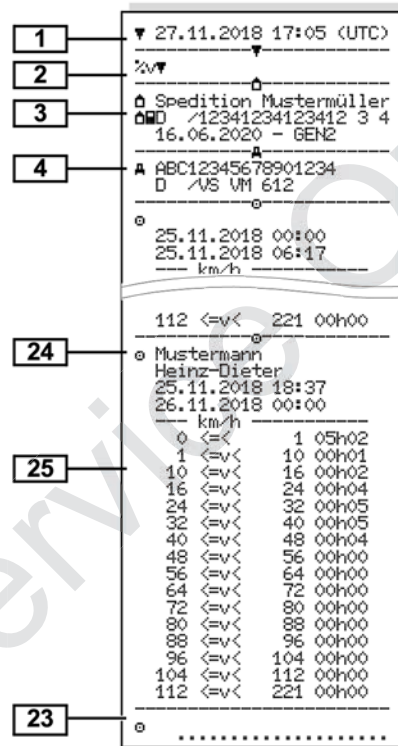 1
▼ 27.11.2018 17:05 (UTC)
2
%v▼
3
Spedition Mustermüller
D /12341234123412 3 4
16.06.2020 - GEN2
4
A ABC12345678901234
D /VS VM 612
25.11.2018 00:00
25.11.2018 06:17
--- km/h
112 <=v< 221 00h00
24
Mustermann
Heinz-Dieter
25.11.2018 18:37
26.11.2018 00:00
--- km/h
25
0 <=< 1 05h02
1 <=v< 10 00h01
10 <=v< 16 00h02
16 <=v< 24 00h04
24 <=v< 32 00h05
32 <=v< 40 00h05
40 <=v< 48 00h04
48 <=v< 56 00h00
56 <=v< 64 00h00
64 <=v< 72 00h00
72 <=v< 80 00h00
80 <=v< 88 00h00
88 <=v< 96 00h00
96 <=v< 104 00h00
104 <=v< 112 00h00
112 <=v< 221 00h00
23
....................